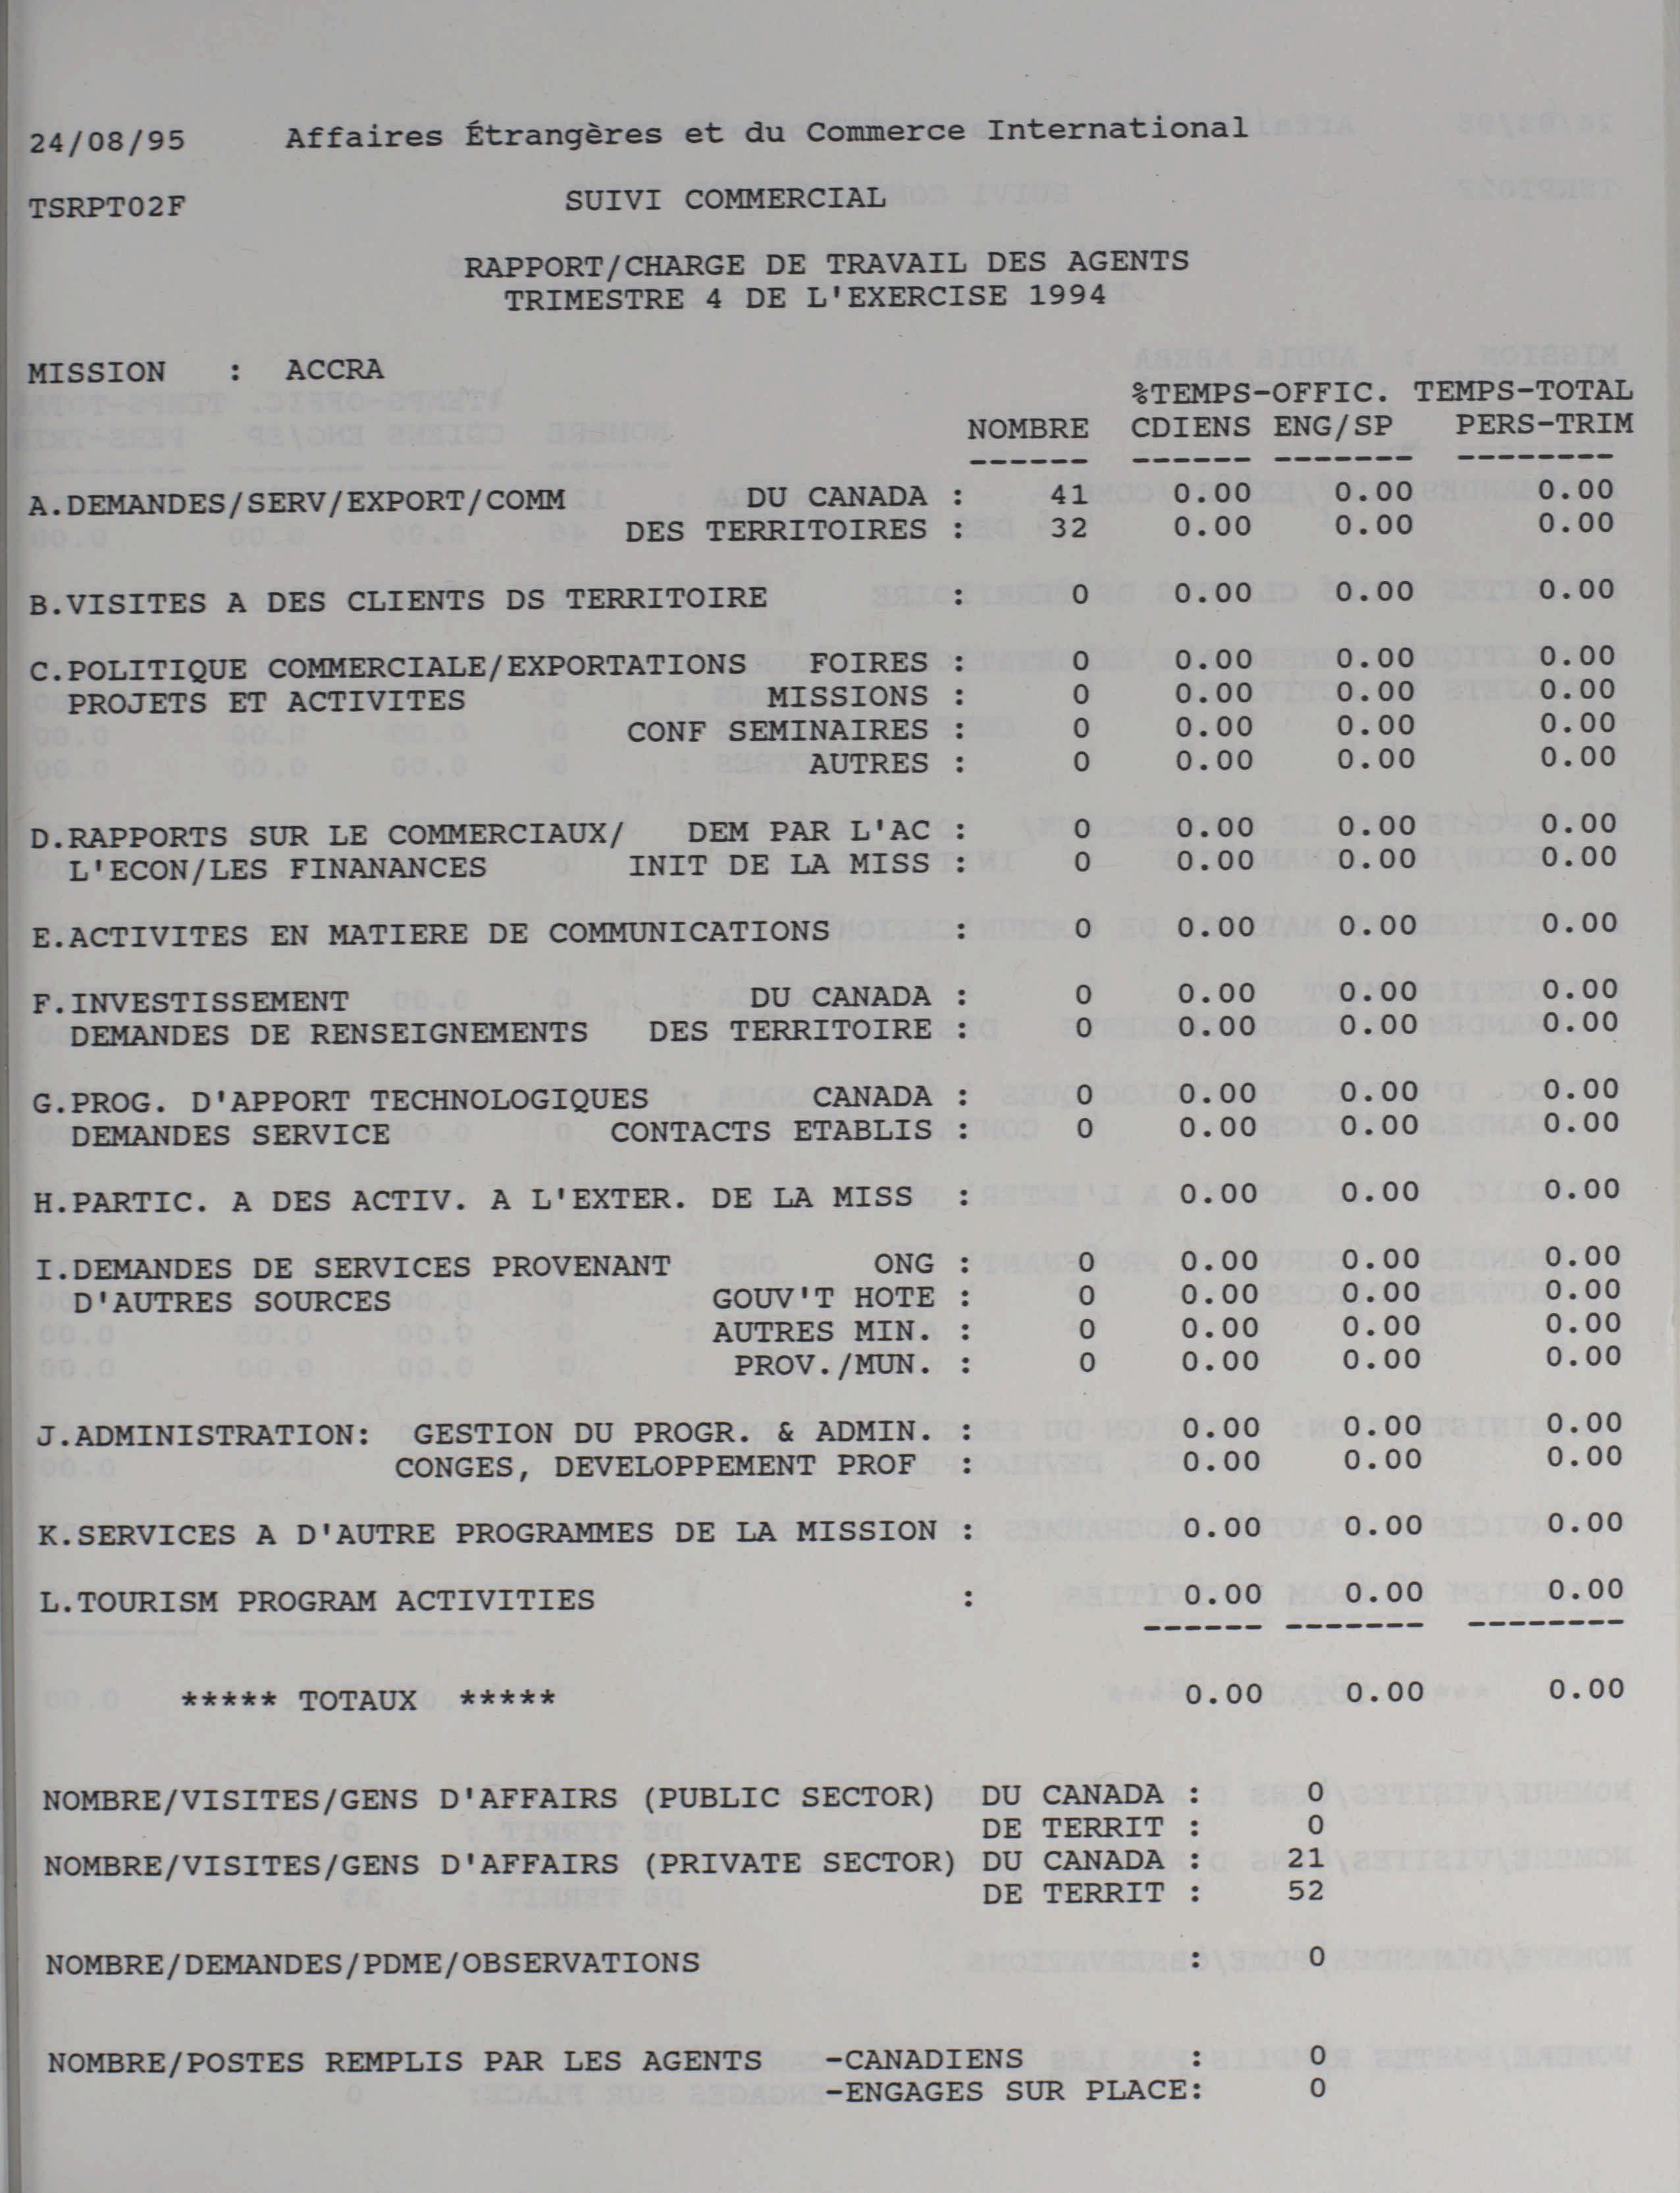 24/08/95 Affaires Étrangères et du Commerce International
TSRPT02F SUIVI COMMERCIAL
RAPPORT/CHARGE DE TRAVAIL DES AGENTS
TRIMESTRE 4 DE L'EXERCISE 1994
MISSION : ACCRA
%TEMPS-OFFIC. TEMPS-TOTAL
NOMBRE CDIENS ENG/SP PERS-TRIM
------ ------ ------- --------
A.DEMANDES/SERV/EXPORT/COMM DU CANADA : 41 0.00 0.00 0.00
DES TERRITOIRES : 32 0.00 0.00 0.00
B.VISITES A DES CLIENTS DS TERRITOIRE : 0 0.00 0.00 0.00
C.POLITIQUE COMMERCIALE/EXPORTATIONS FOIRES : 0 0.00 0.00 0.00
PROJETS ET ACTIVITES MISSIONS : 0 0.00 0.00 0.00
CONF SEMINAIRES : 0 0.00 0.00 0.00
AUTRES : 0 0.00 0.00 0.00
D.RAPPORTS SUR LE COMMERCIAUX/ DEM PAR L'AC : 0 0.00 0.00 0.00
L'ECON/LES FINANANCES INIT DE LA MISS : 0 0.00 0.00 0.00
E.ACTIVITES EN MATIERE DE COMMUNICATIONS : 0 0.00 0.00 0.00
F.INVESTISSEMENT DU CANADA : 0 0.00 0.00 0.00
DEMANDES DE RENSEIGNEMENTS DES TERRITOIRE : 0 0.00 0.00 0.00
G.PROG. D'APPORT TECHNOLOGIQUES CANADA : 0 0.00 0.00 0.00
DEMANDES SERVICE CONTACTS ETABLIS : 0 0.00 0.00 0.00
H.PARTIC. A DES ACTIV. A L'EXTER. DE LA MISS : 0.00 0.00 0.00
I.DEMANDES DE SERVICES PROVENANT ONG : 0 0.00 0.00 0.00
D'AUTRES SOURCES GOUV'T HOTE : 0 0.00 0.00 0.00
AUTRES MIN. : 0 0.00 0.00 0.00
PROV./MUN. : 0 0.00 0.00 0.00
J.ADMINISTRATION: GESTION DU PROGR. & ADMIN. : 0.00 0.00 0.00
CONGES, DEVELOPPEMENT PROF : 0.00 0.00 0.00
K.SERVICES A D'AUTRE PROGRAMMES DE LA MISSION : 0.00 0.00 0.00
L.TOURISM PROGRAM ACTIVITIES : 0.00 0.00 0.00
------ ------- --------
***** TOTAUX ***** 0.00 0.00 0.00
NOMBRE/VISITES/GENS D'AFFAIRS (PUBLIC SECTOR) DU CANADA : 0
DE TERRIT : 0
NOMBRE/VISITES/GENS D'AFFAIRS (PRIVATE SECTOR) DU CANADA : 21
DE TERRIT : 52
NOMBRE/DEMANDES/PDME/OBSERVATIONS : 0
NOMBRE/POSTES REMPLIS PAR LES AGENTS -CANADIENS : 0
-ENGAGES SUR PLACE: 0